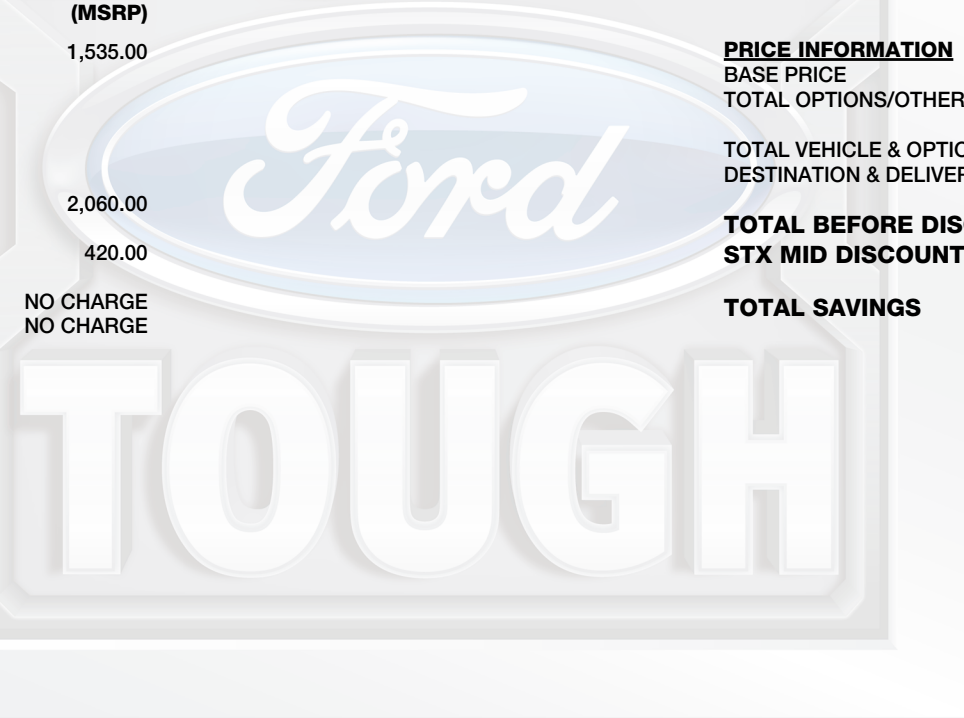 (MSRP)
1,535.00
2,060.00
420.00
NO CHARGE
NO CHARGE
PRICE INFORMATION
BASE PRICE
TOTAL OPTIONS/OTHER
TOTAL VEHICLE & OPTIO
DESTINATION & DELIVER
TOTAL BEFORE DIS
STX MID DISCOUNT
TOTAL SAVINGS
Ford
TOUGH